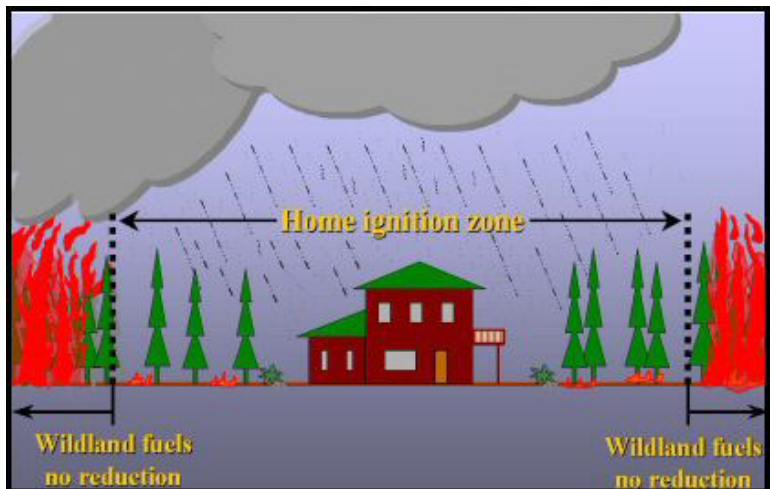 Home ignition zone
Wildland fuels
no reduction
Wildland fuels
no reduction